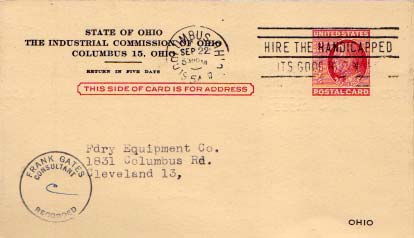 STATE OF OHIO
THE INDUSTRIAL COMMISSION OF OHIO
COLUMBUS 15, OHIO
RETURN IN FIVE DAYS
COLUMBUS, OHIO
SEP 22
HIRE THE HANDICAPPED
ITS GOOD
UNITED STATES
POSTAL CARD
THIS SIDE OF CARD IS FOR ADDRESS
Fdry Equipment Co.
1831 Columbus Rd.
Cleveland 13,
FRANK GATES
CONSULTANT
RECORDED
OHIO